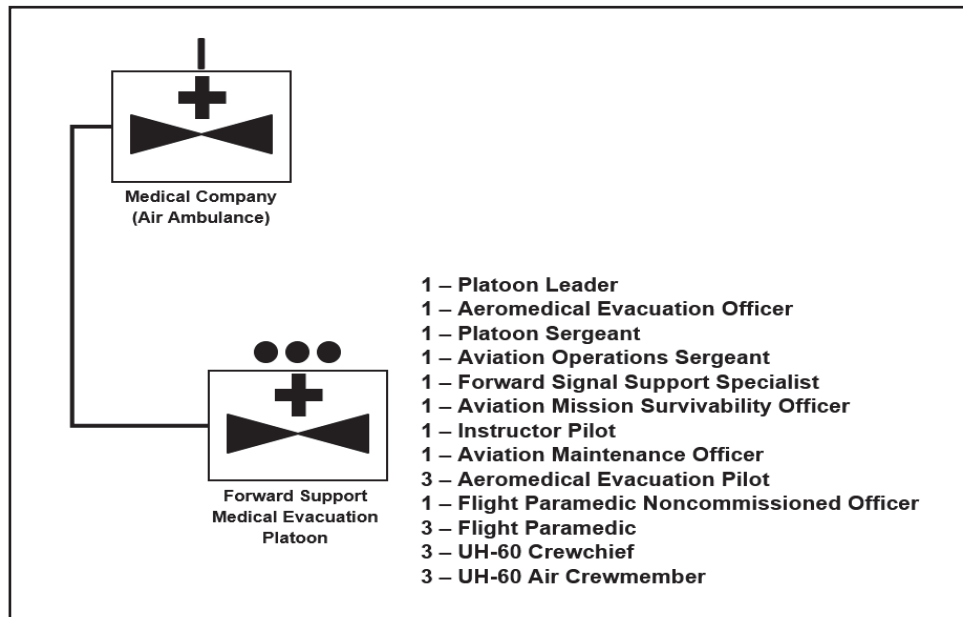 Medical Company
(Air Ambulance)
1 – Platoon Leader
1 – Aeromedical Evacuation Officer
1 – Platoon Sergeant
1 – Aviation Operations Sergeant
1 – Forward Signal Support Specialist
1 – Aviation Mission Survivability Officer
1 – Instructor Pilot
1 – Aviation Maintenance Officer
3 – Aeromedical Evacuation Pilot
1 – Flight Paramedic Noncommissioned Officer
3 – Flight Paramedic
3 – UH-60 Crewchief
3 – UH-60 Air Crewmember
Forward Support
Medical Evacuation
Platoon